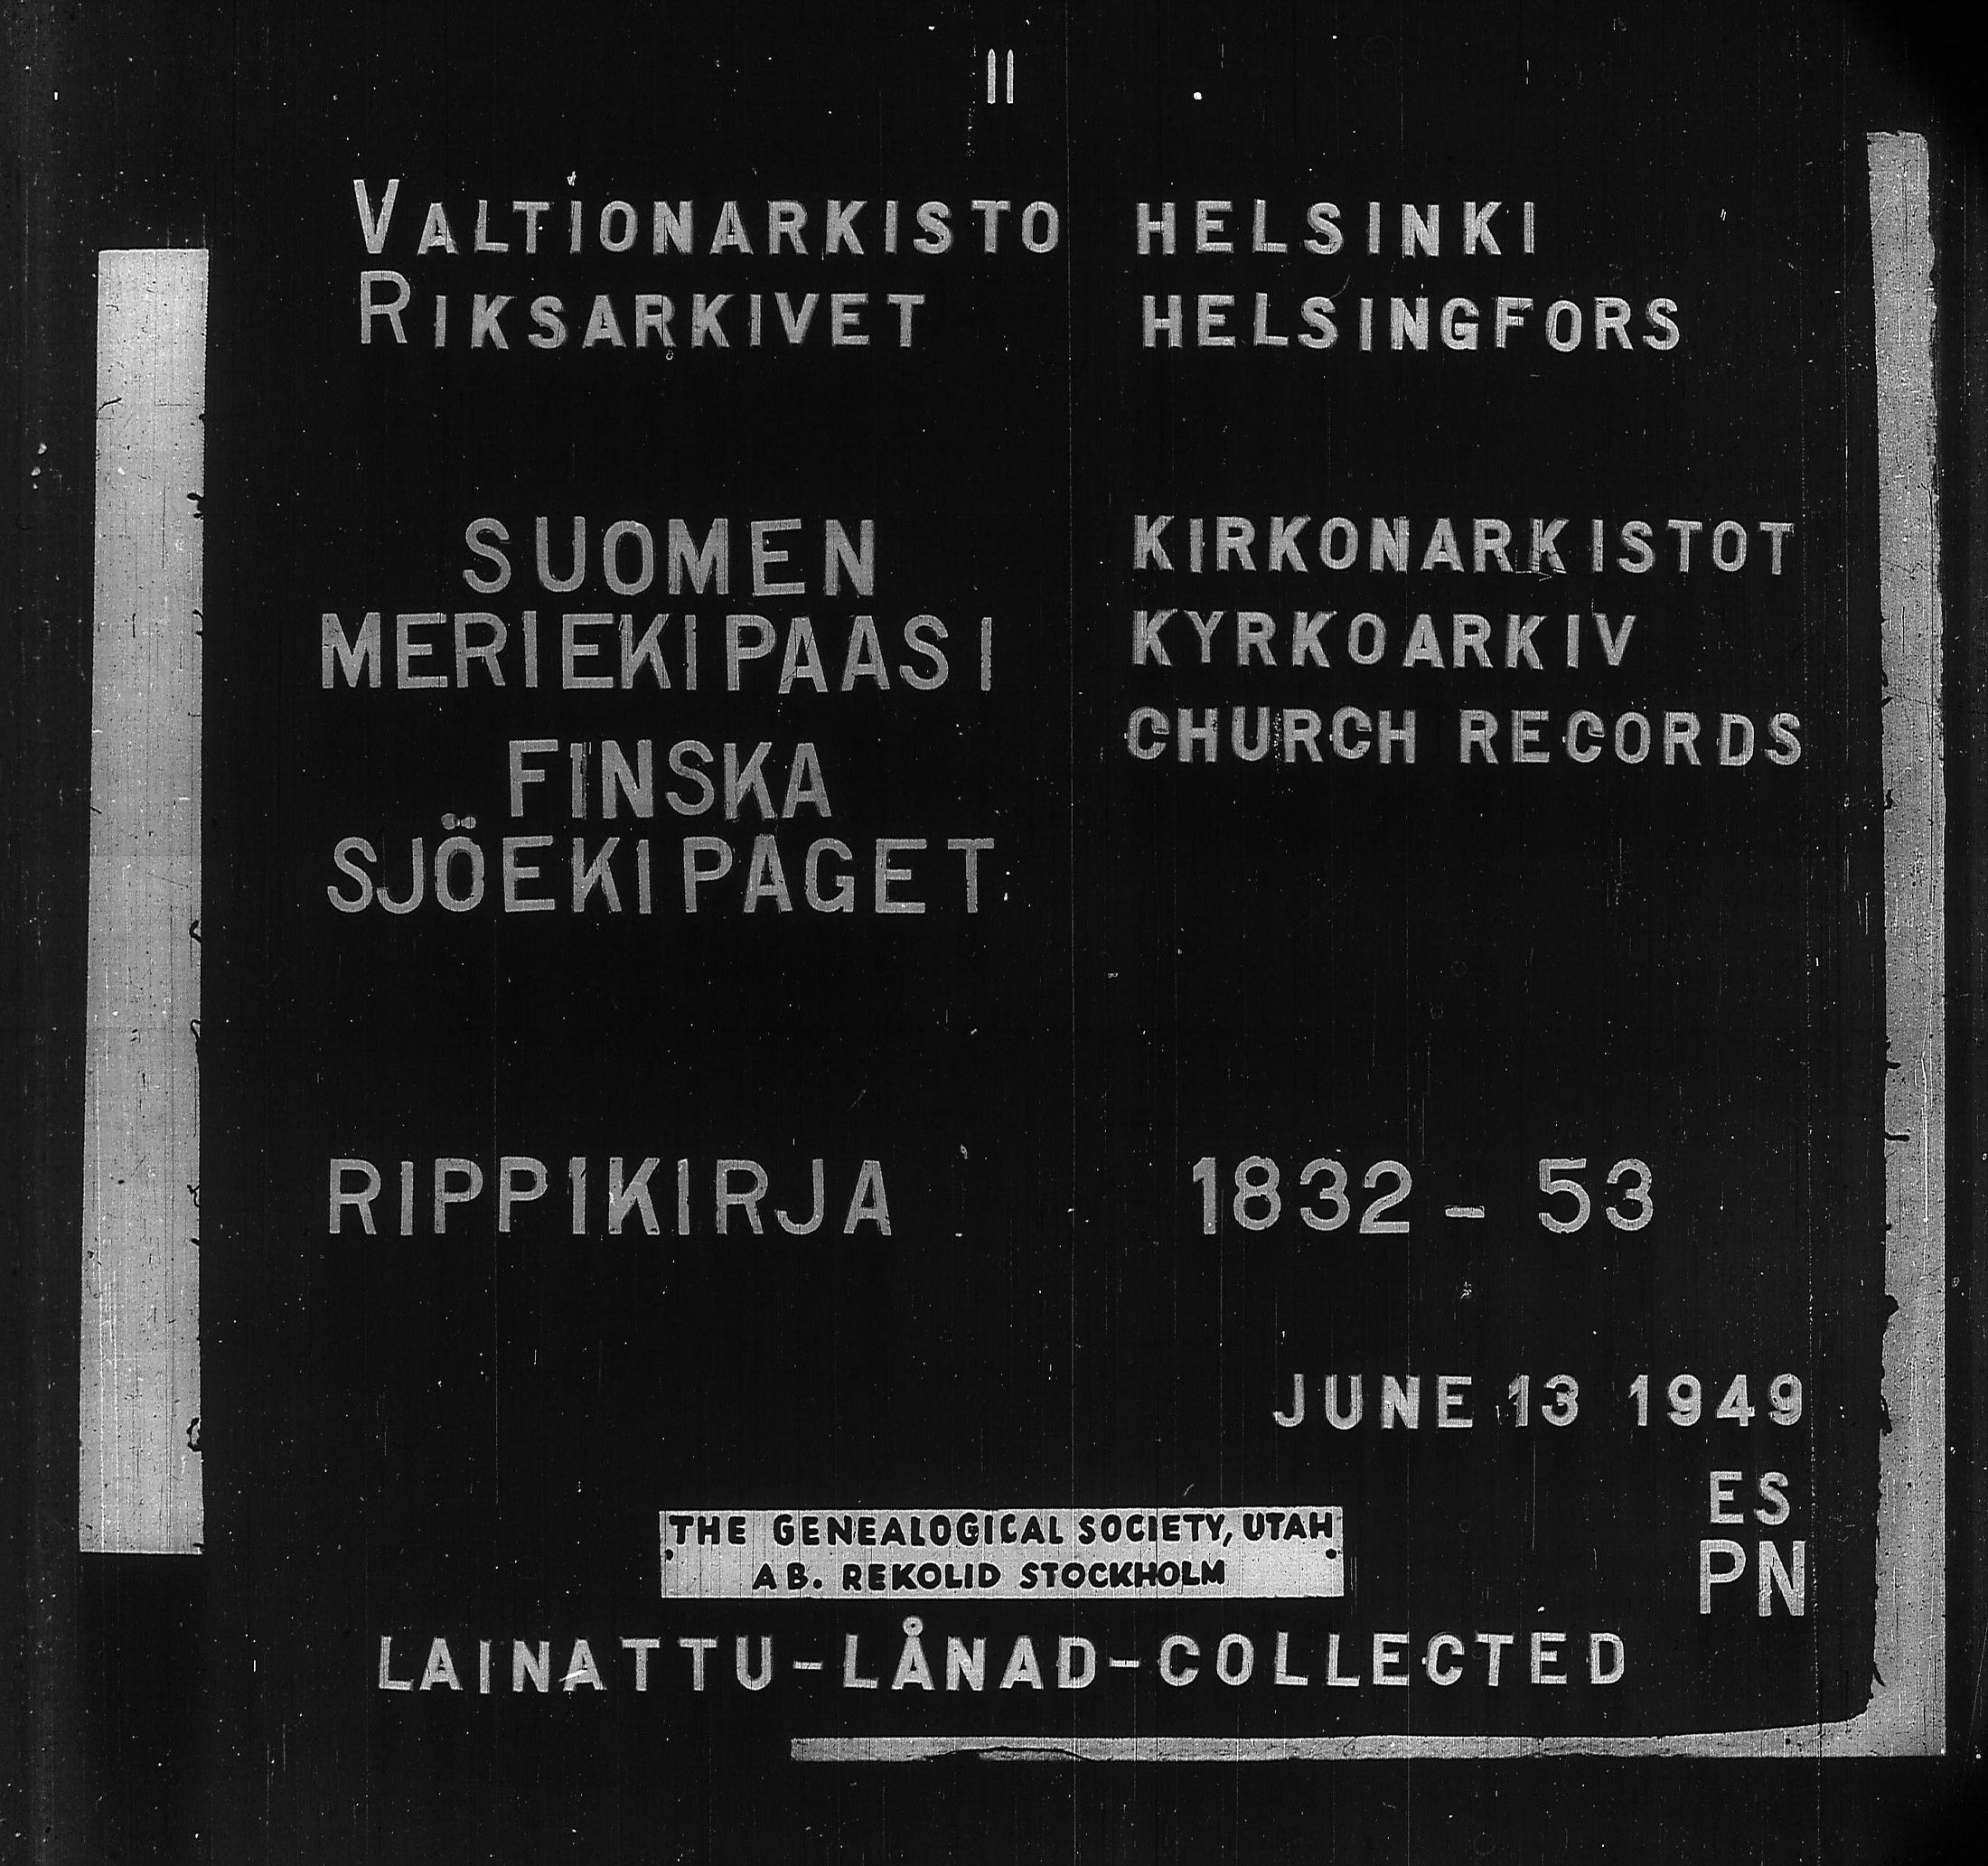 II
VALTIONARKISTO HELSINKI
RIKSARKIVET HELSINGFORS
SUOMEN
MERIEKIPAASI
FINSKA
SJÖEKIPAGET
KIRKONARKISTOT
KYRKOARKIV
CHURCH RECORDS
RIPPIKIRJA 1832 - 53
JUNE 13 1949
ES
PN
THE GENEALOGICAL SOCIETY, UTAH
AB. REKOLID STOCKHOLM
LAINATTU-LÅNAD-COLLECTED